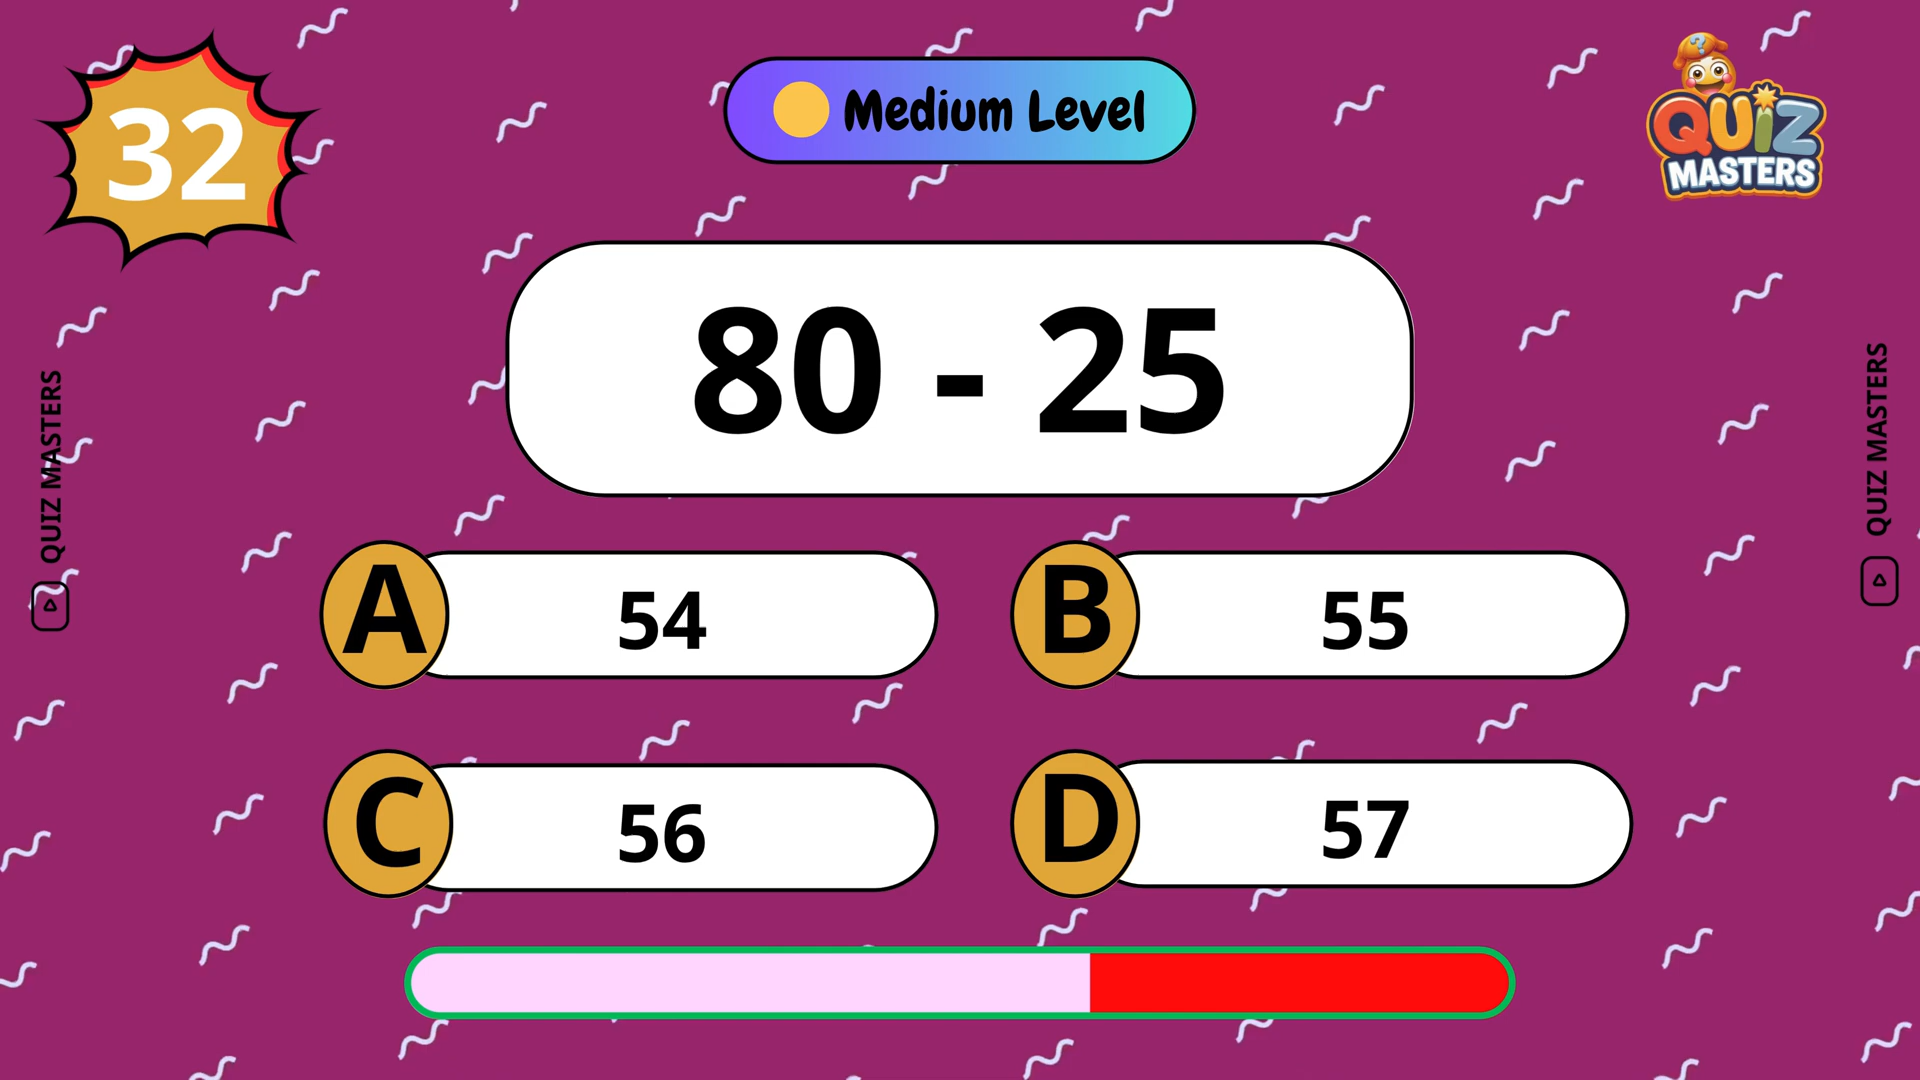 32
Medium Level
?
QUIZ
MASTERS
80 - 25
A 54
B 55
C 56
D 57
QUIZ MASTERS
QUIZ MASTERS